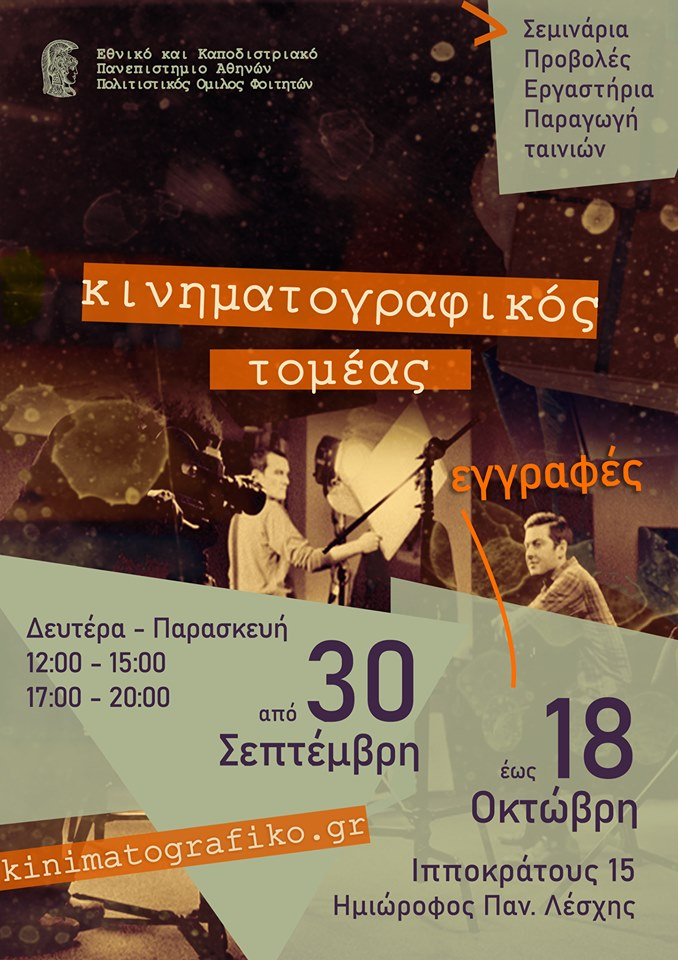 Εθνικό και Καποδιστριακό
Πανεπιστημιο Αθηνών
Πολιτιστικός Ομιλος Φοιτητών
Σεμινάρια
Προβολές
Εργαστήρια
Παραγωγή
ταινιών
κινηματογραφικός
τομέας
εγγραφές
Δευτέρα - Παρασκευή
12:00 - 15:00
17:00 - 20:00
από 30
Σεπτέμβρη
έως 18
Οκτώβρη
kinimatografiko.gr
Ιπποκράτους 15
Ημιώροφος Παν. Λέσχης